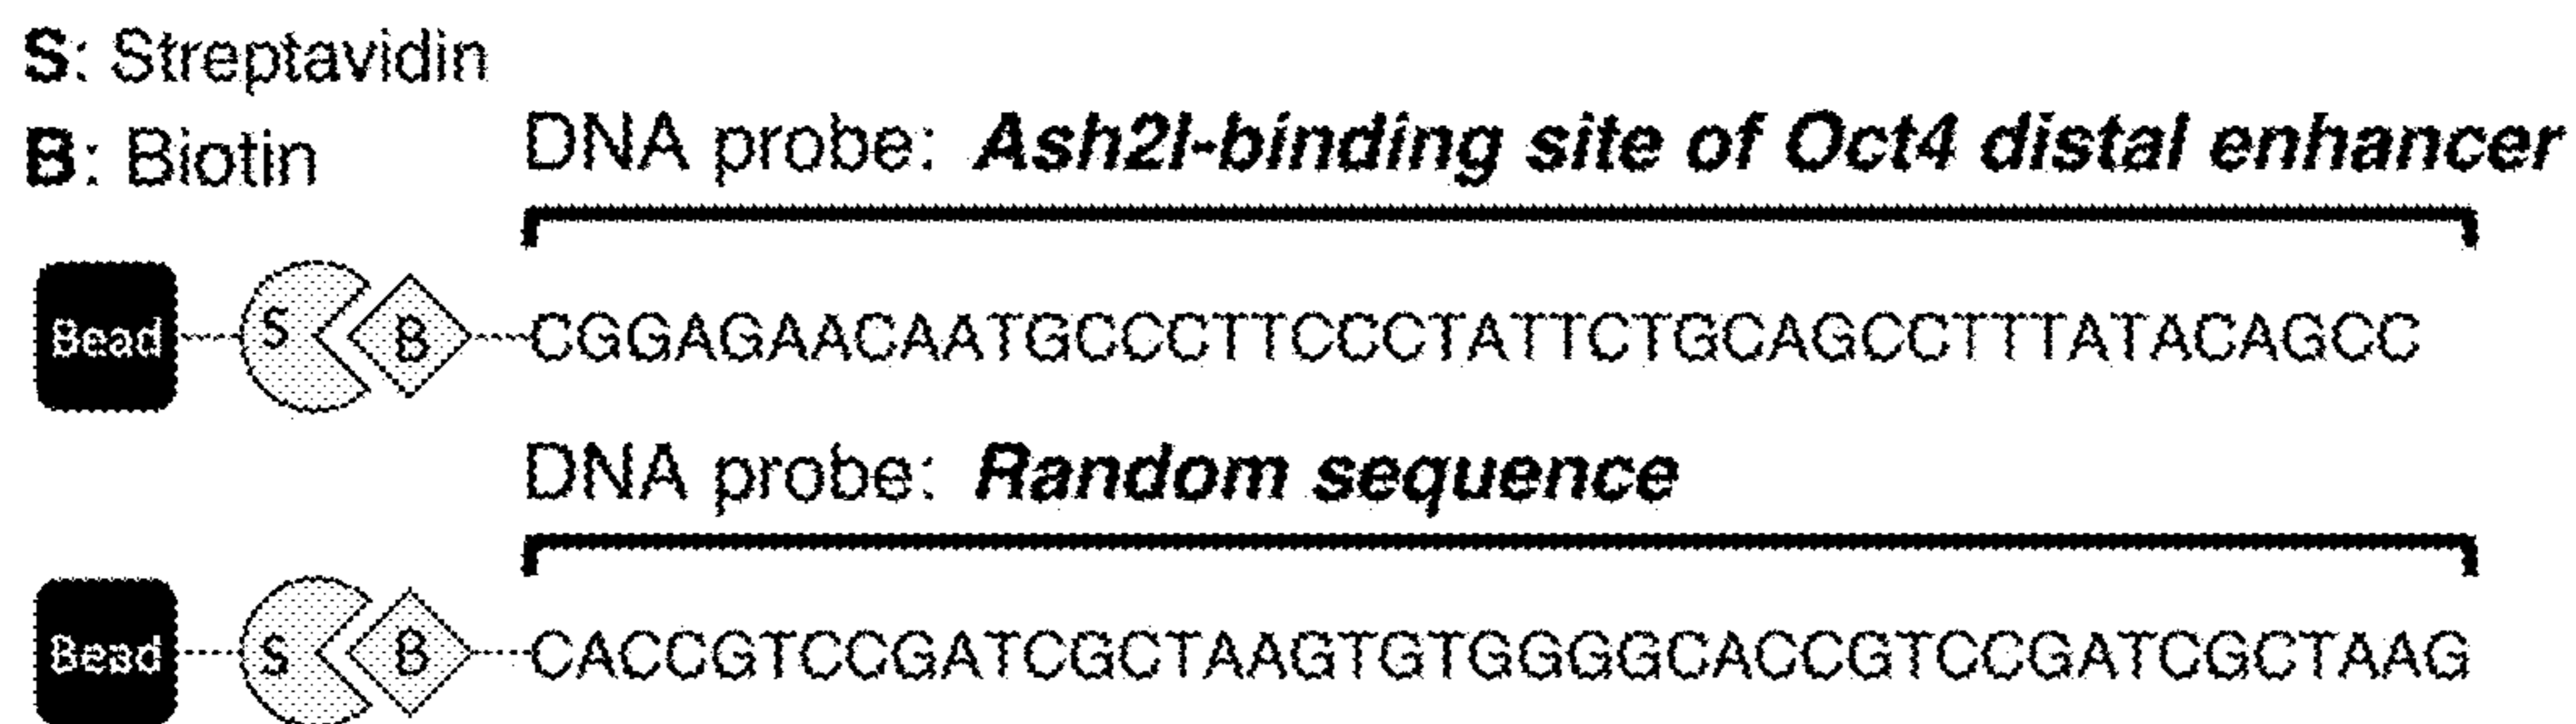 S: Streptavidin
B: Biotin
DNA probe: Ash2l-binding site of Oct4 distal enhancer
Bead S B CGGAGAACAATGCCCTTCCCTATTCTGCAGCCTTTATACAGCC
DNA probe: Random sequence
Bead S B CACCGTCCGATCGCTAAGTGTGGGGCACCGTCCGATCGCTAAG